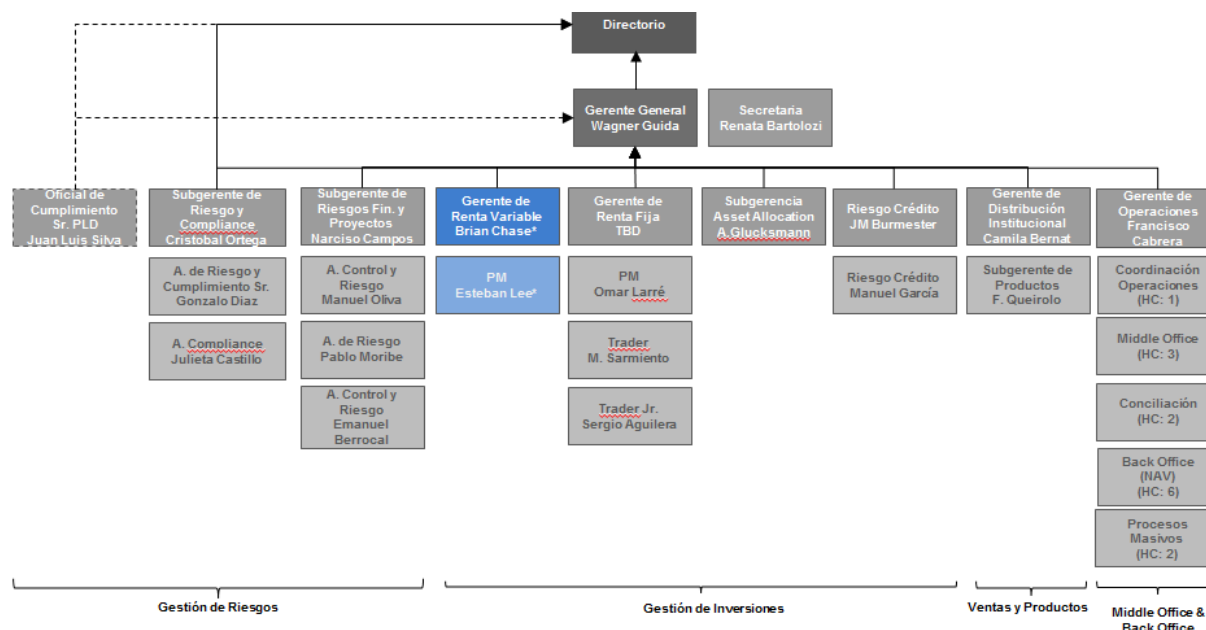 Directorio
Gerente General
Wagner Guida
Secretaria
Renata Bartolozi
Oficial de
Cumplimiento
Sr. PLD
Juan Luis Silva
Subgerente de
Riesgo y
Compliance
Cristobal Ortega
Subgerente de
Riesgos Fin. y
Proyectos
Narciso Campos
Gerente de
Renta Variable
Brian Chase*
Gerente de
Renta Fija
TBD
Subgerencia
Asset Allocation
A.Glucksmann
Riesgo Crédito
JM Burmester
Gerente de
Distribución
Institucional
Camila Bernat
Gerente de
Operaciones
Francisco
Cabrera
A. de Riesgo y
Cumplimiento Sr.
Gonzalo Diaz
A. Compliance
Julieta Castillo
A. Control y
Riesgo
Manuel Oliva
A. de Riesgo
Pablo Moribe
A. Control y
Riesgo
Emanuel
Berrocal
PM
Esteban Lee*
PM
Omar Larré
Trader
M. Sarmiento
Trader Jr.
Sergio Aguilera
Riesgo Crédito
Manuel García
Subgerente de
Productos
F. Queirolo
Coordinación
Operaciones
(HC: 1)
Middle Office
(HC: 3)
Conciliación
(HC: 2)
Back Office
(NAV)
(HC: 6)
Procesos
Masivos
(HC: 2)
Gestión de Riesgos
Gestión de Inversiones
Ventas y Productos
Middle Office &
Back Office